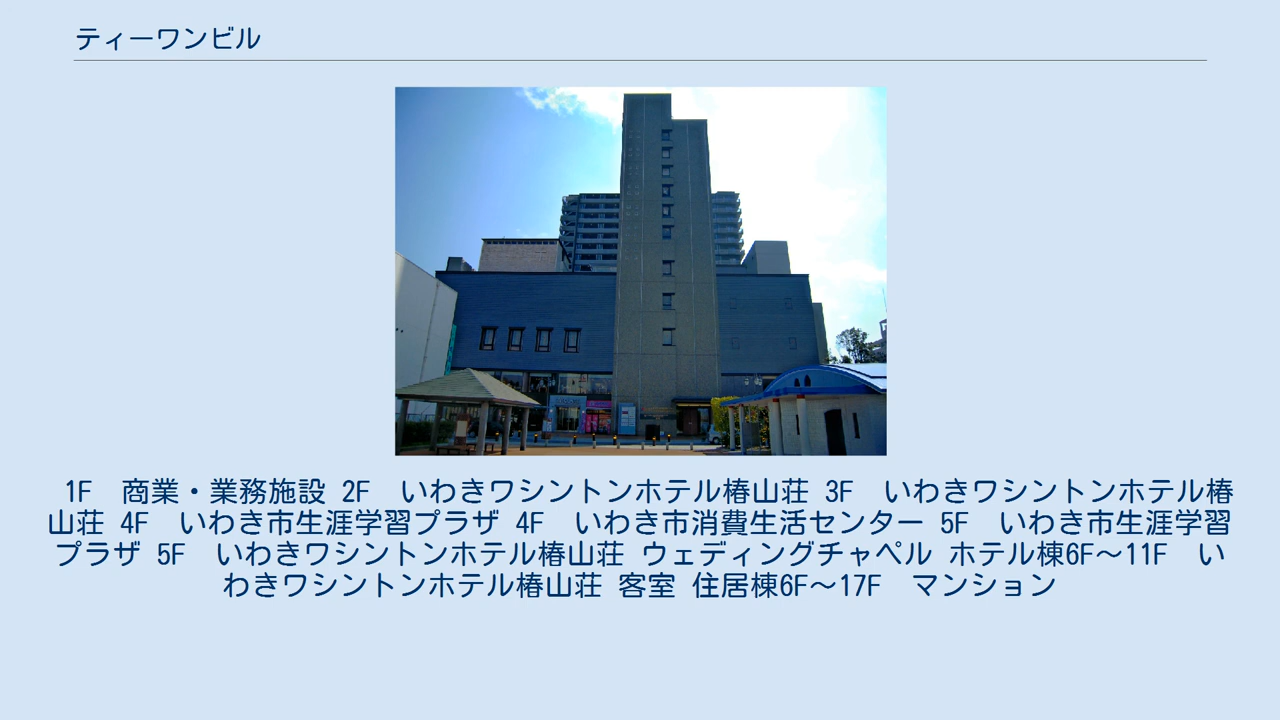 ティーワンビル
1F　商業・業務施設 2F　いわきワシントンホテル椿山荘 3F　いわきワシントンホテル椿
山荘 4F　いわき市生涯学習プラザ 4F　いわき市消費生活センター 5F　いわき市生涯学習
プラザ 5F　いわきワシントンホテル椿山荘 ウェディングチャペル ホテル棟6F〜11F　い
わきワシントンホテル椿山荘 客室 住居棟6F〜17F　マンション